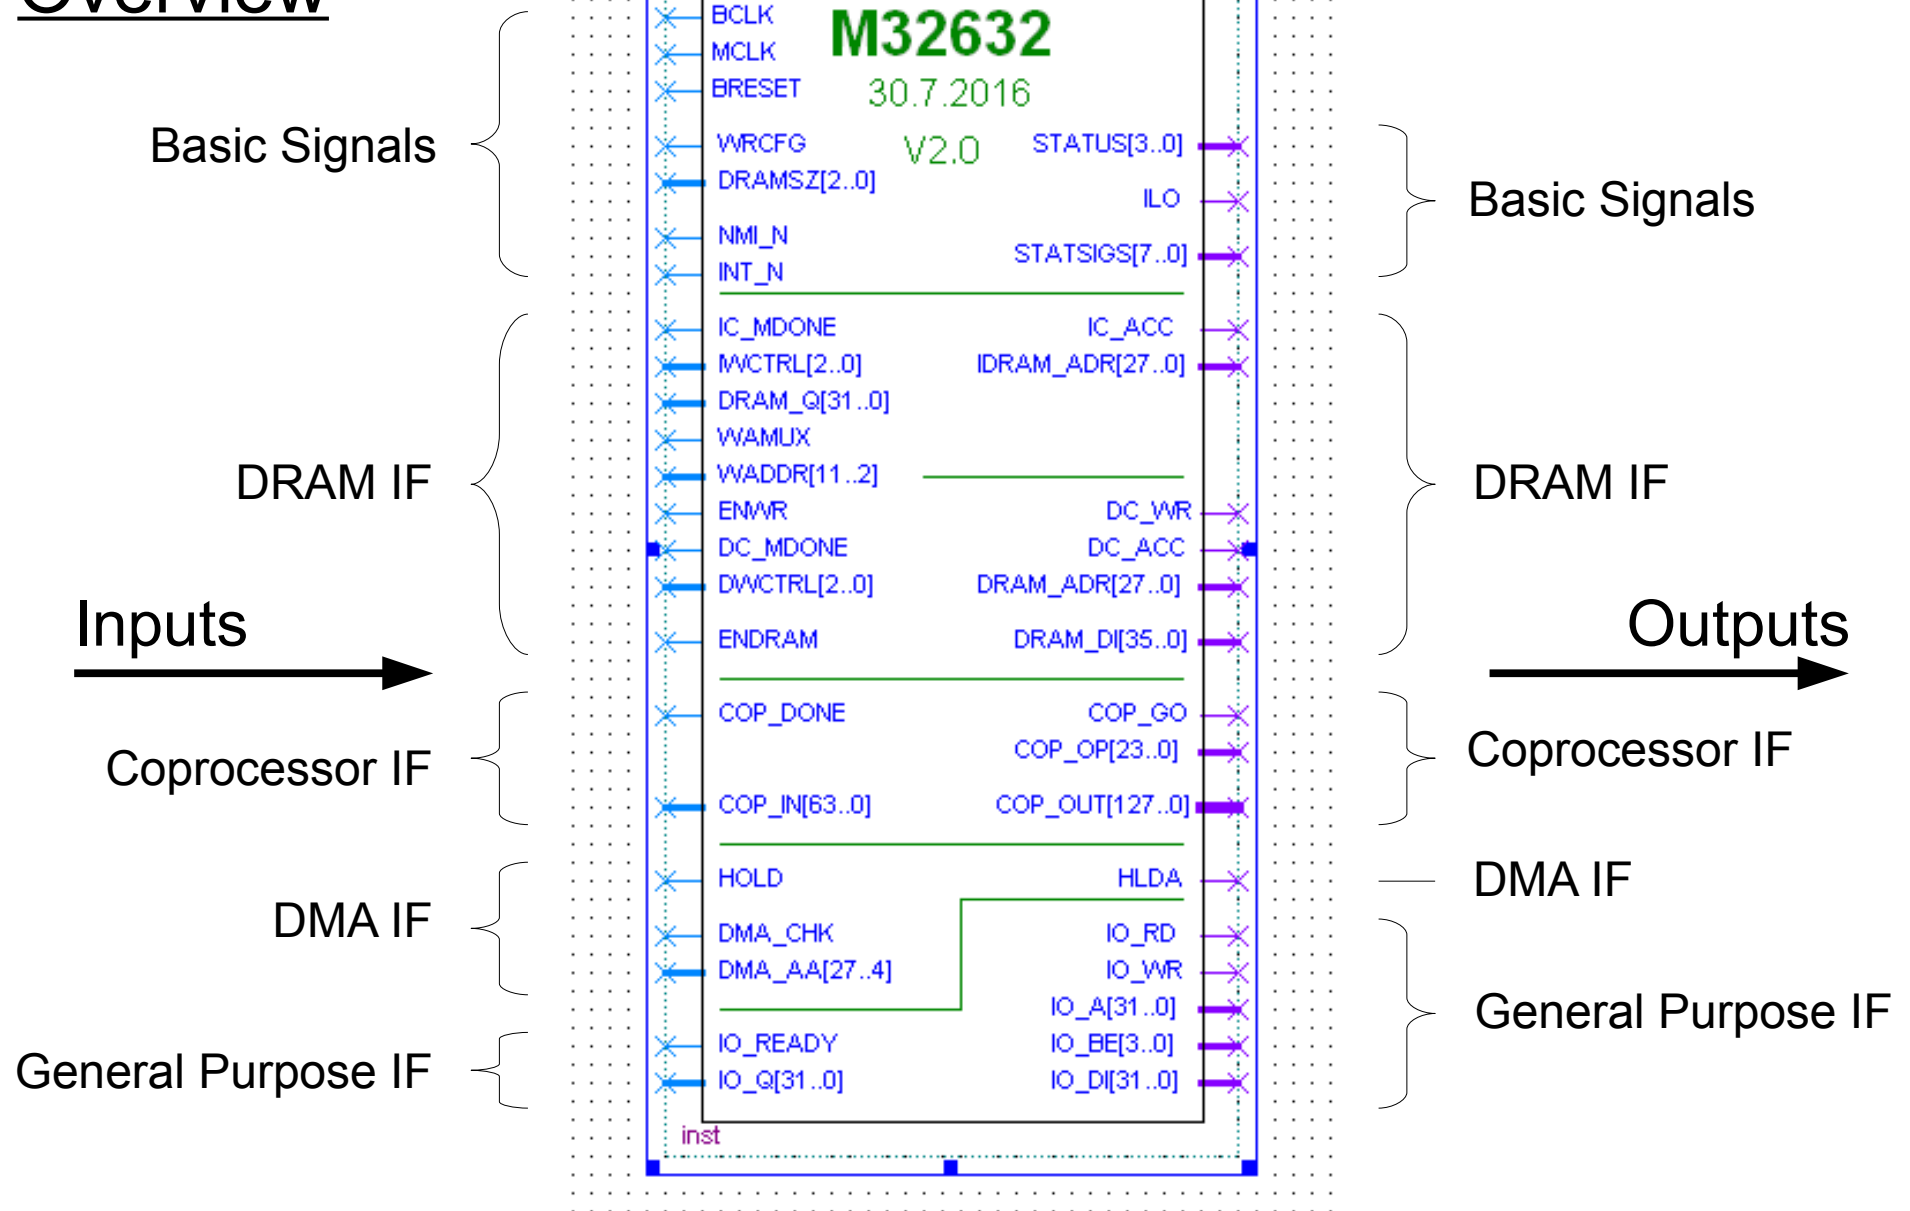 Overview
BCLK
M32632
MCLK
BRESET
30.7.2016
Basic Signals
WRCFG
V2.0
STATUS[3..0]
DRAMSZ[2..0]
ILO
Basic Signals
NMI_N
STATSIGS[7..0]
INT_N
IC_MDONE
IC_ACC
IWCTRL[2..0]
IDRAM_ADR[27..0]
DRAM_Q[31..0]
WAMUX
WADDR[11..2]
DRAM IF
DRAM IF
ENWR
DC_WR
DC_MDONE
DC_ACC
DWCTRL[2..0]
DRAM_ADR[27..0]
Inputs
Outputs
ENDRAM
DRAM_DI[35..0]
COP_DONE
COP_GO
COP_OP[23..0]
Coprocessor IF
Coprocessor IF
COP_IN[63..0]
COP_OUT[127..0]
HOLD
HLDA
DMA IF
DMA IF
DMA_CHK
IO_RD
DMA_AA[27..4]
IO_WR
IO_A[31..0]
General Purpose IF
IO_READY
IO_BE[3..0]
General Purpose IF
IO_Q[31..0]
IO_DI[31..0]
inst